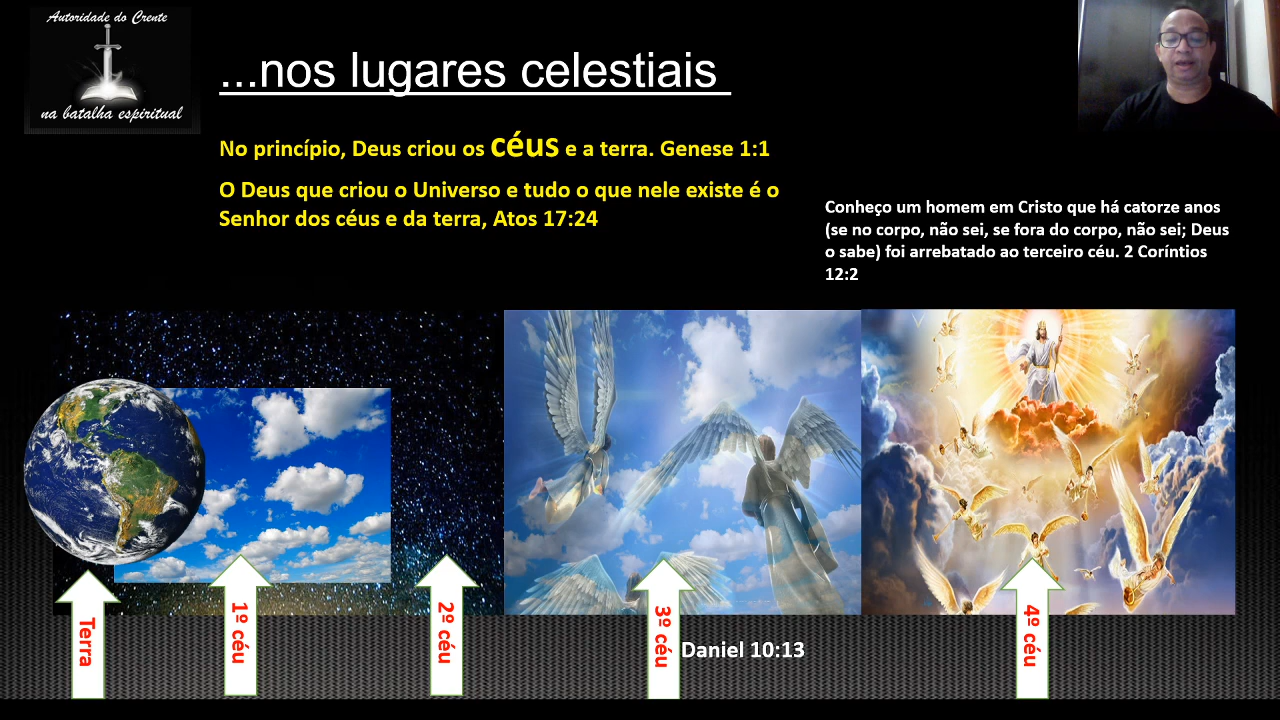 Autoridade do Crente
na batalha espiritual
...nos lugares celestiais
No princípio, Deus criou os céus e a terra. Genese 1:1
O Deus que criou o Universo e tudo o que nele existe é o
Senhor dos céus e da terra, Atos 17:24
Conheço um homem em Cristo que há catorze anos
(se no corpo, não sei, se fora do corpo, não sei; Deus
o sabe) foi arrebatado ao terceiro céu. 2 Coríntios
12:2
Terra
1º céu
2º céu
3º céu
Daniel 10:13
4º céu